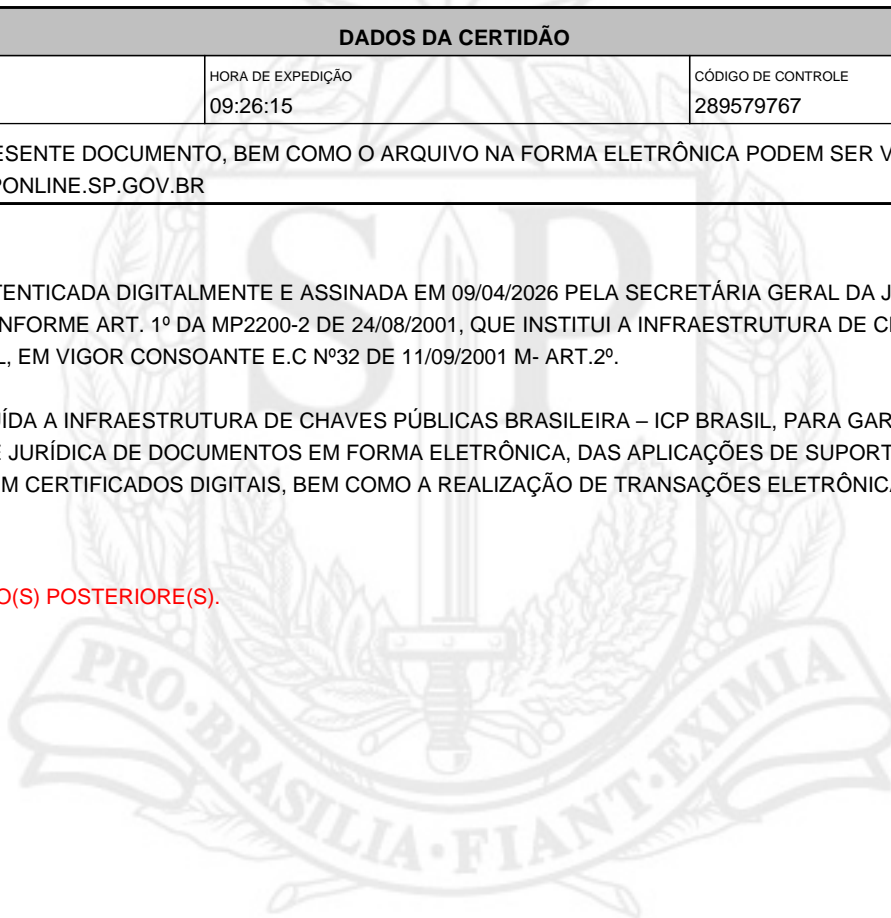 DADOS DA CERTIDÃO
HORA DE EXPEDIÇÃO CÓDIGO DE CONTROLE
09:26:15 289579767
ESENTE DOCUMENTO, BEM COMO O ARQUIVO NA FORMA ELETRÔNICA PODEM SER V
PONLINE.SP.GOV.BR
TENTICADA DIGITALMENTE E ASSINADA EM 09/04/2026 PELA SECRETÁRIA GERAL DA J
NFORME ART. 1º DA MP2200-2 DE 24/08/2001, QUE INSTITUI A INFRAESTRUTURA DE C
L, EM VIGOR CONSOANTE E.C Nº32 DE 11/09/2001 M- ART.2º.
UÍDA A INFRAESTRUTURA DE CHAVES PÚBLICAS BRASILEIRA – ICP BRASIL, PARA GAR
E JURÍDICA DE DOCUMENTOS EM FORMA ELETRÔNICA, DAS APLICAÇÕES DE SUPORT
M CERTIFICADOS DIGITAIS, BEM COMO A REALIZAÇÃO DE TRANSAÇÕES ELETRÔNICA
O(S) POSTERIORE(S).
SP
PRO·BRASILIA·FIANT·EXIMIA